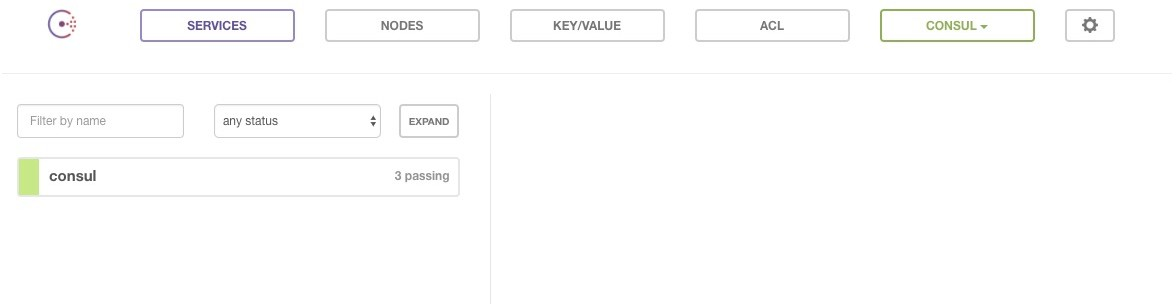 SERVICES NODES KEY/VALUE ACL CONSUL
Filter by name any status EXPAND
consul 3 passing